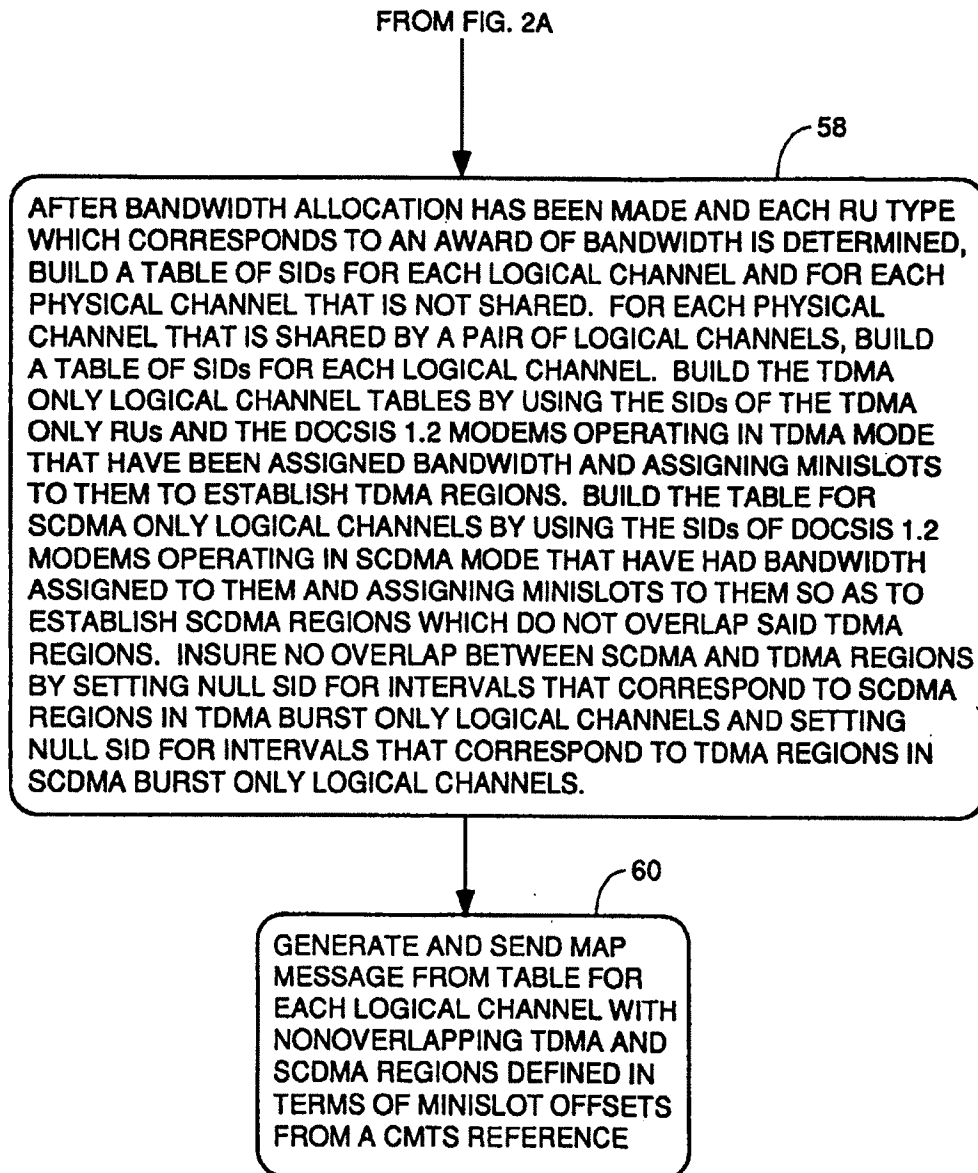 FROM FIG. 2A
58
AFTER BANDWIDTH ALLOCATION HAS BEEN MADE AND EACH RU TYPE
WHICH CORRESPONDS TO AN AWARD OF BANDWIDTH IS DETERMINED,
BUILD A TABLE OF SIDs FOR EACH LOGICAL CHANNEL AND FOR EACH
PHYSICAL CHANNEL THAT IS NOT SHARED. FOR EACH PHYSICAL
CHANNEL THAT IS SHARED BY A PAIR OF LOGICAL CHANNELS, BUILD
A TABLE OF SIDs FOR EACH LOGICAL CHANNEL. BUILD THE TDMA
ONLY LOGICAL CHANNEL TABLES BY USING THE SIDs OF THE TDMA
ONLY RUs AND THE DOCSIS 1.2 MODEMS OPERATING IN TDMA MODE
THAT HAVE BEEN ASSIGNED BANDWIDTH AND ASSIGNING MINISLOTS
TO THEM TO ESTABLISH TDMA REGIONS. BUILD THE TABLE FOR
SCDMA ONLY LOGICAL CHANNELS BY USING THE SIDs OF DOCSIS 1.2
MODEMS OPERATING IN SCDMA MODE THAT HAVE HAD BANDWIDTH
ASSIGNED TO THEM AND ASSIGNING MINISLOTS TO THEM SO AS TO
ESTABLISH SCDMA REGIONS WHICH DO NOT OVERLAP SAID TDMA
REGIONS. INSURE NO OVERLAP BETWEEN SCDMA AND TDMA REGIONS
BY SETTING NULL SID FOR INTERVALS THAT CORRESPOND TO SCDMA
REGIONS IN TDMA BURST ONLY LOGICAL CHANNELS AND SETTING
NULL SID FOR INTERVALS THAT CORRESPOND TO TDMA REGIONS IN
SCDMA BURST ONLY LOGICAL CHANNELS.
60
GENERATE AND SEND MAP
MESSAGE FROM TABLE FOR
EACH LOGICAL CHANNEL WITH
NONOVERLAPPING TDMA AND
SCDMA REGIONS DEFINED IN
TERMS OF MINISLOT OFFSETS
FROM A CMTS REFERENCE